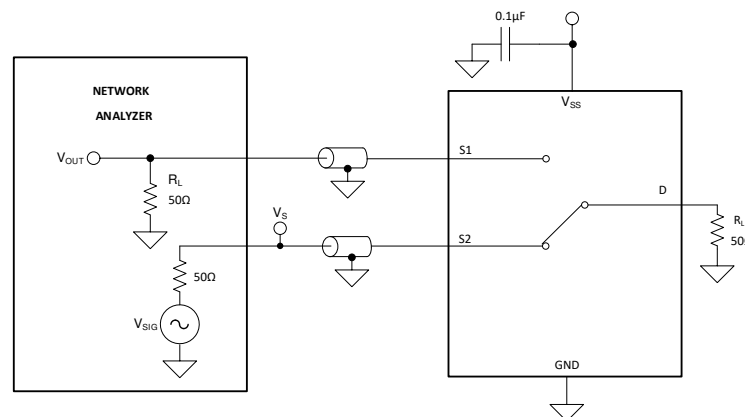 0.1µF
NETWORK
ANALYZER
VSS
VOUT
S1
RL
50Ω
D
VS
RL
S2
50Ω
VSIG
GND